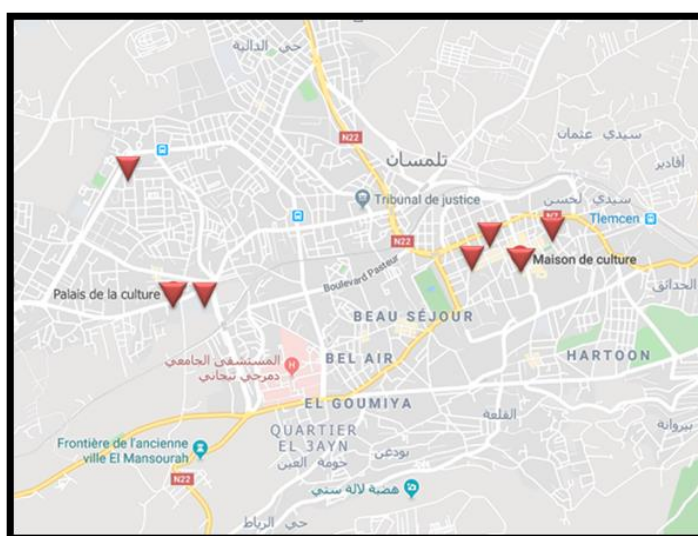 حي الدالية
N22
سيدي عثمان
تلمسان
أقادير
Tribunal de justice
سيدي لحسن
N7
Tlemcen
N22
Maison de culture
Boulevard Pasteur
Palais de la culture
الحدائق
BEAU SÉJOUR
المستشفى الجامعي
دمرجي تيجاني
H
BEL AIR
HARTOON
EL GOUMIYA
القلعة
بيروانة
QUARTIER
EL 3AYN
حومة العين
بودغن
Frontière de l'ancienne
ville El Mansourah
N22
هضبة لالة ستي
حي الرياط